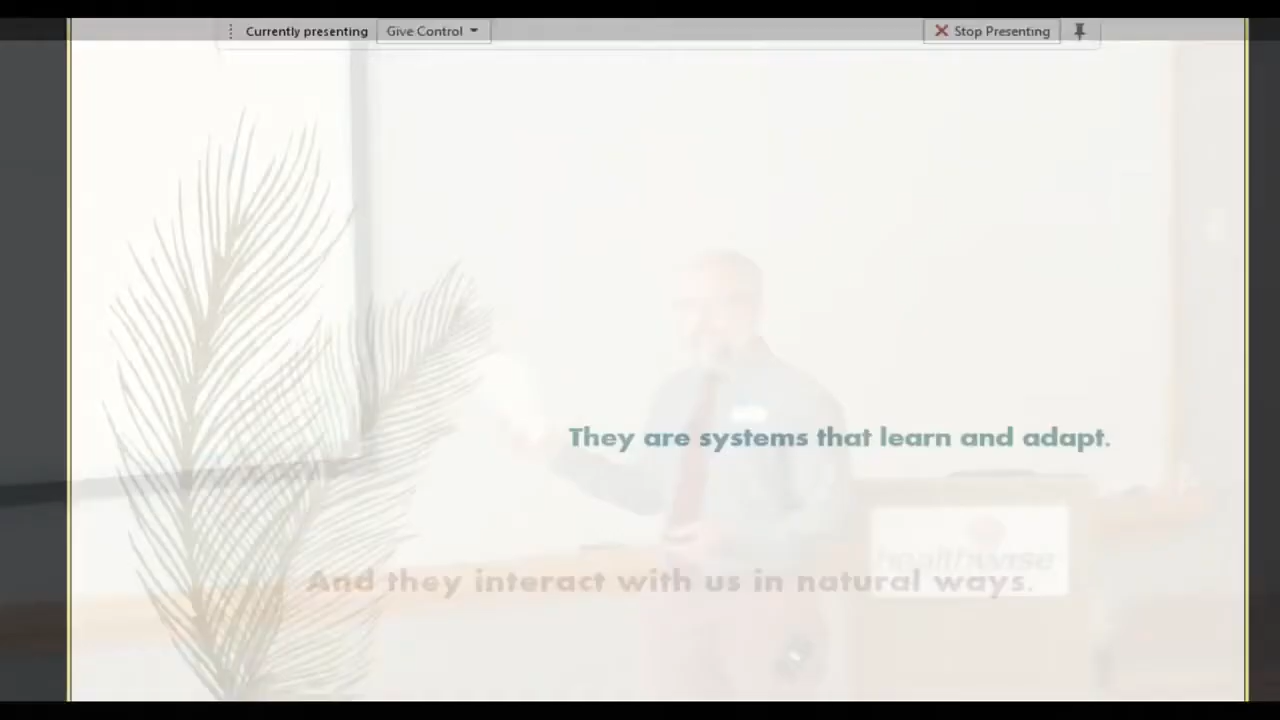 Currently presenting
Give Control
Stop Presenting
They are systems that learn and adapt.
healthwise
And they interact with us in natural ways.